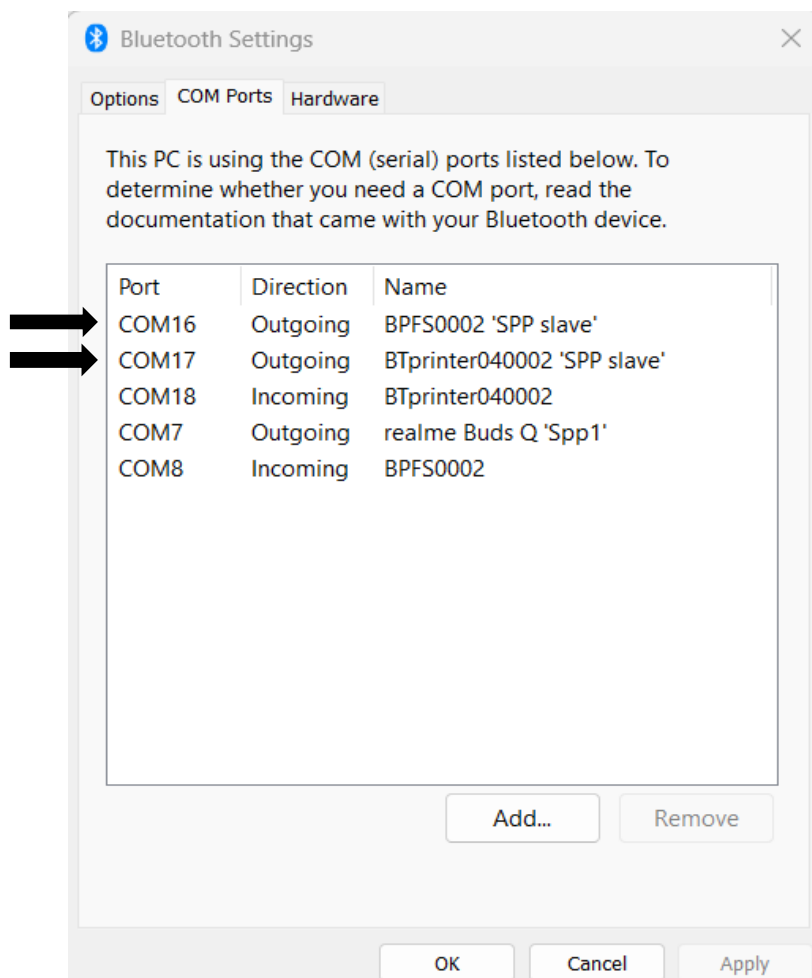 Bluetooth Settings
Options COM Ports Hardware
This PC is using the COM (serial) ports listed below. To
determine whether you need a COM port, read the
documentation that came with your Bluetooth device.
Port Direction Name
COM16 Outgoing BPFS0002 'SPP slave'
COM17 Outgoing BTprinter040002 'SPP slave'
COM18 Incoming BTprinter040002
COM7 Outgoing realme Buds Q 'Spp1'
COM8 Incoming BPFS0002
Add... Remove
OK Cancel Apply